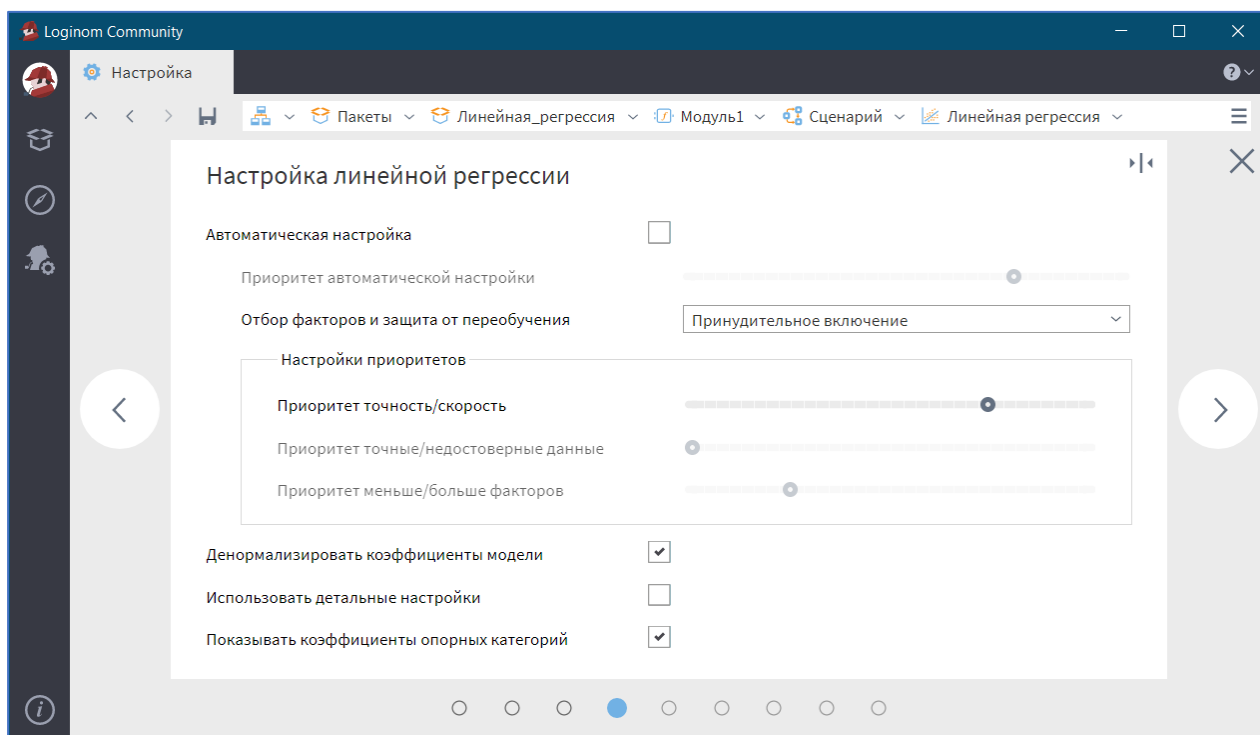 Loginom Community
Настройка
Пакеты Линейная_регрессия Модуль1 Сценарий Линейная регрессия
Настройка линейной регрессии
Автоматическая настройка
Приоритет автоматической настройки
Отбор факторов и защита от переобучения Принудительное включение
Настройки приоритетов
Приоритет точность/скорость
Приоритет точные/недостоверные данные
Приоритет меньше/больше факторов
Денормализировать коэффициенты модели
Использовать детальные настройки
Показывать коэффициенты опорных категорий